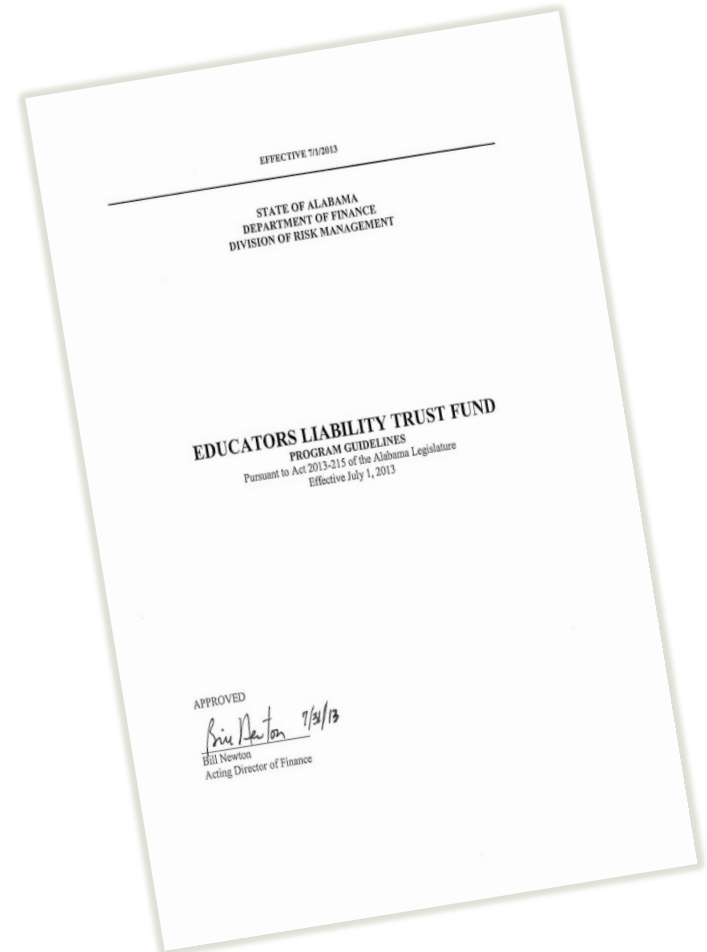 EFFECTIVE 7/1/2013
STATE OF ALABAMA
DEPARTMENT OF FINANCE
DIVISION OF RISK MANAGEMENT
EDUCATORS LIABILITY TRUST FUND
PROGRAM GUIDELINES
Pursuant to Act 2013-215 of the Alabama Legislature
Effective July 1, 2013
APPROVED
Bill Newton 7/31/13
Bill Newton
Acting Director of Finance